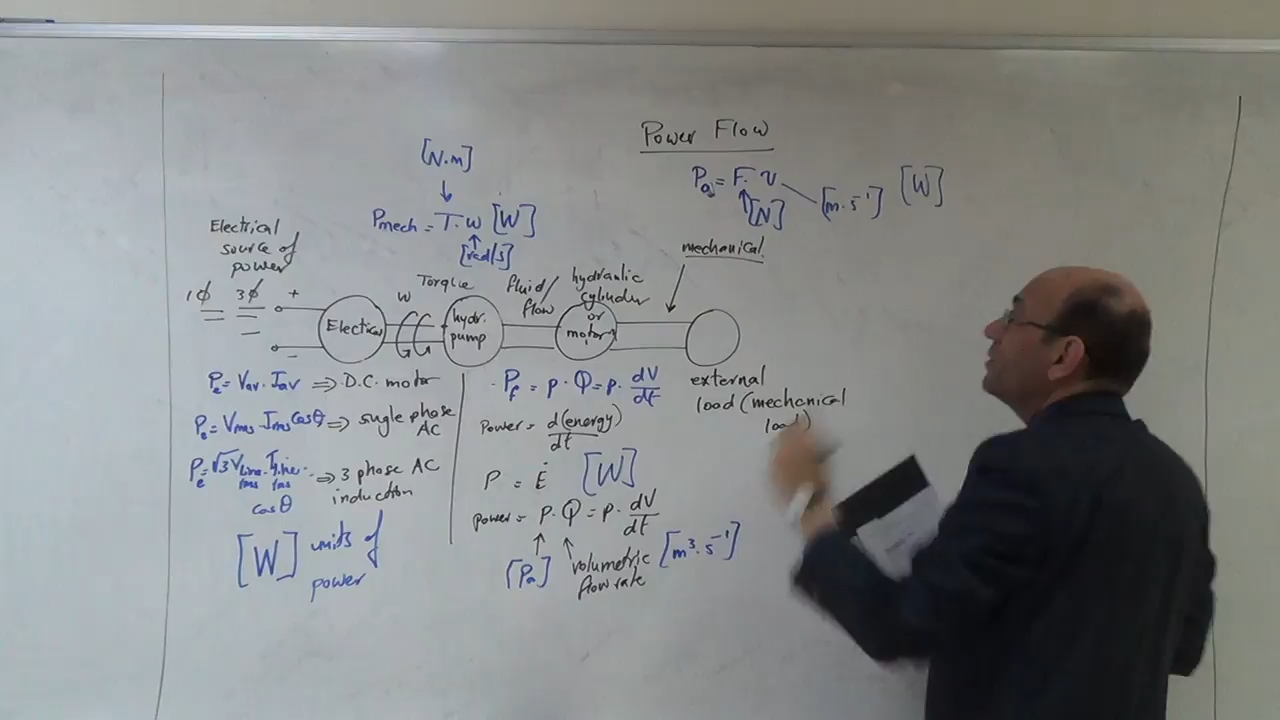 Power Flow
[N.m]
Pmech = T.ω [W]
[rad/s]
= F. v
[N]
[m.s⁻¹] [W]
Electrical
source of
power
1ϕ 3ϕ
+
−
Electical
ω
Torque
hydr.
pump
fluid/
flow
hydraulic
cylinder
or
motor
mechanical
external
load (mechanical
load)
Pe = Vav. Iav ⇒ D.C. motor
Pe = Vrms. Irms cosθ ⇒ single phase
AC
Pe = √3 Vline. Iline. ⇒ 3 phase AC
rms rms
induction
cosθ
[W] units of
power
Pf = p . Q = p. dV/dt
power = d(energy)/dt
P = Ė [W]
power = p. Q = p. dV/dt
[Pa]
volumetric
flow rate
[m³.s⁻¹]